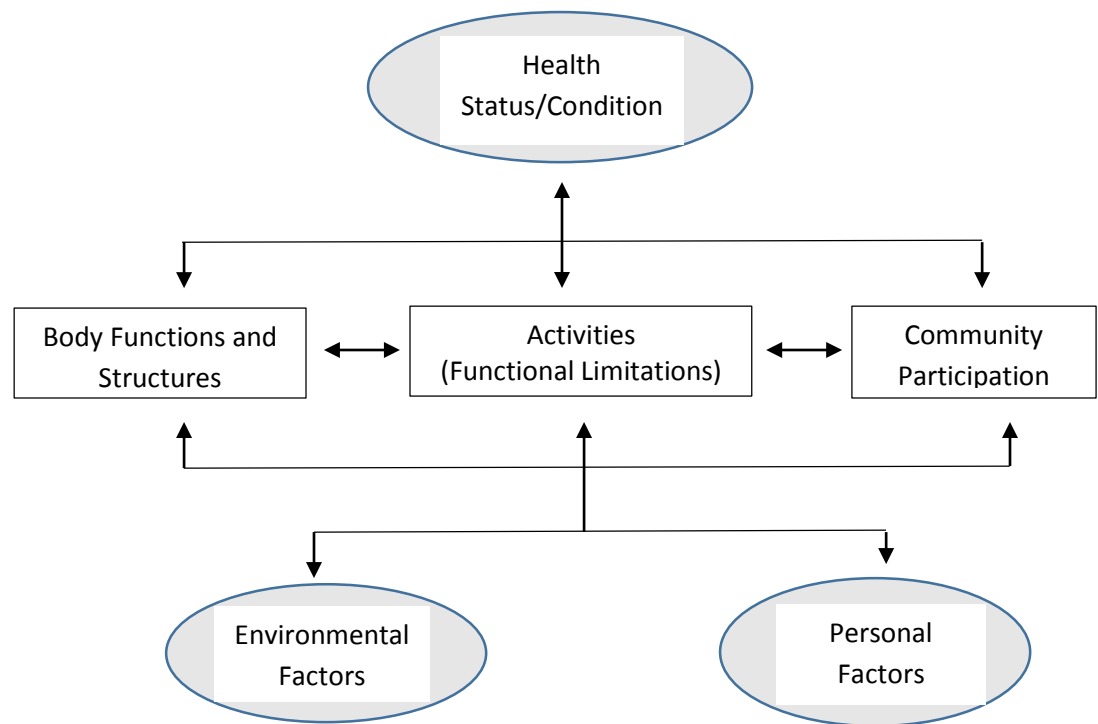 Health
Status/Condition
Body Functions and
Structures
Activities
(Functional Limitations)
Community
Participation
Environmental
Factors
Personal
Factors